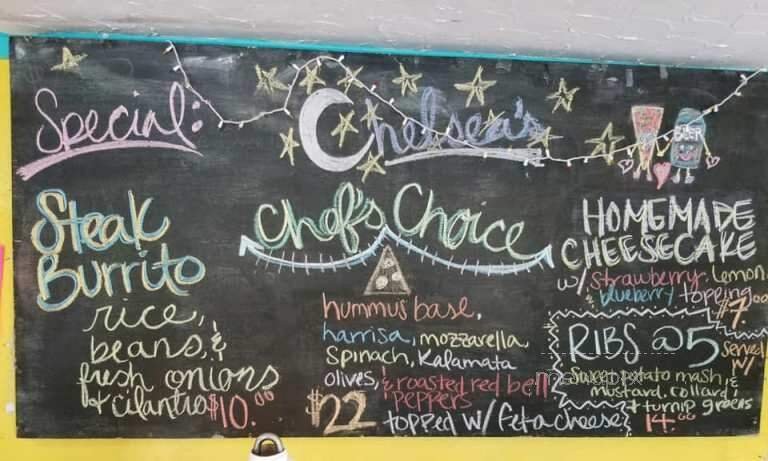 Special:
Chelsea's
BEER
Steak
Burrito
rice,
beans, &
fresh onions
& cilantro $10.00
Chef's Choice
hummus base,
harrisa, mozzarella,
Spinach, Kalamata
olives, & roasted red bell
peppers
$22 topped w/ feta cheese
HOMEMADE
CHEESECAKE
w/ strawberry, lemon,
& blueberry topping
$7.00
RIBS @5
served
w/
Sweet potato mash &
mustard, collard &
turnip greens
14.00